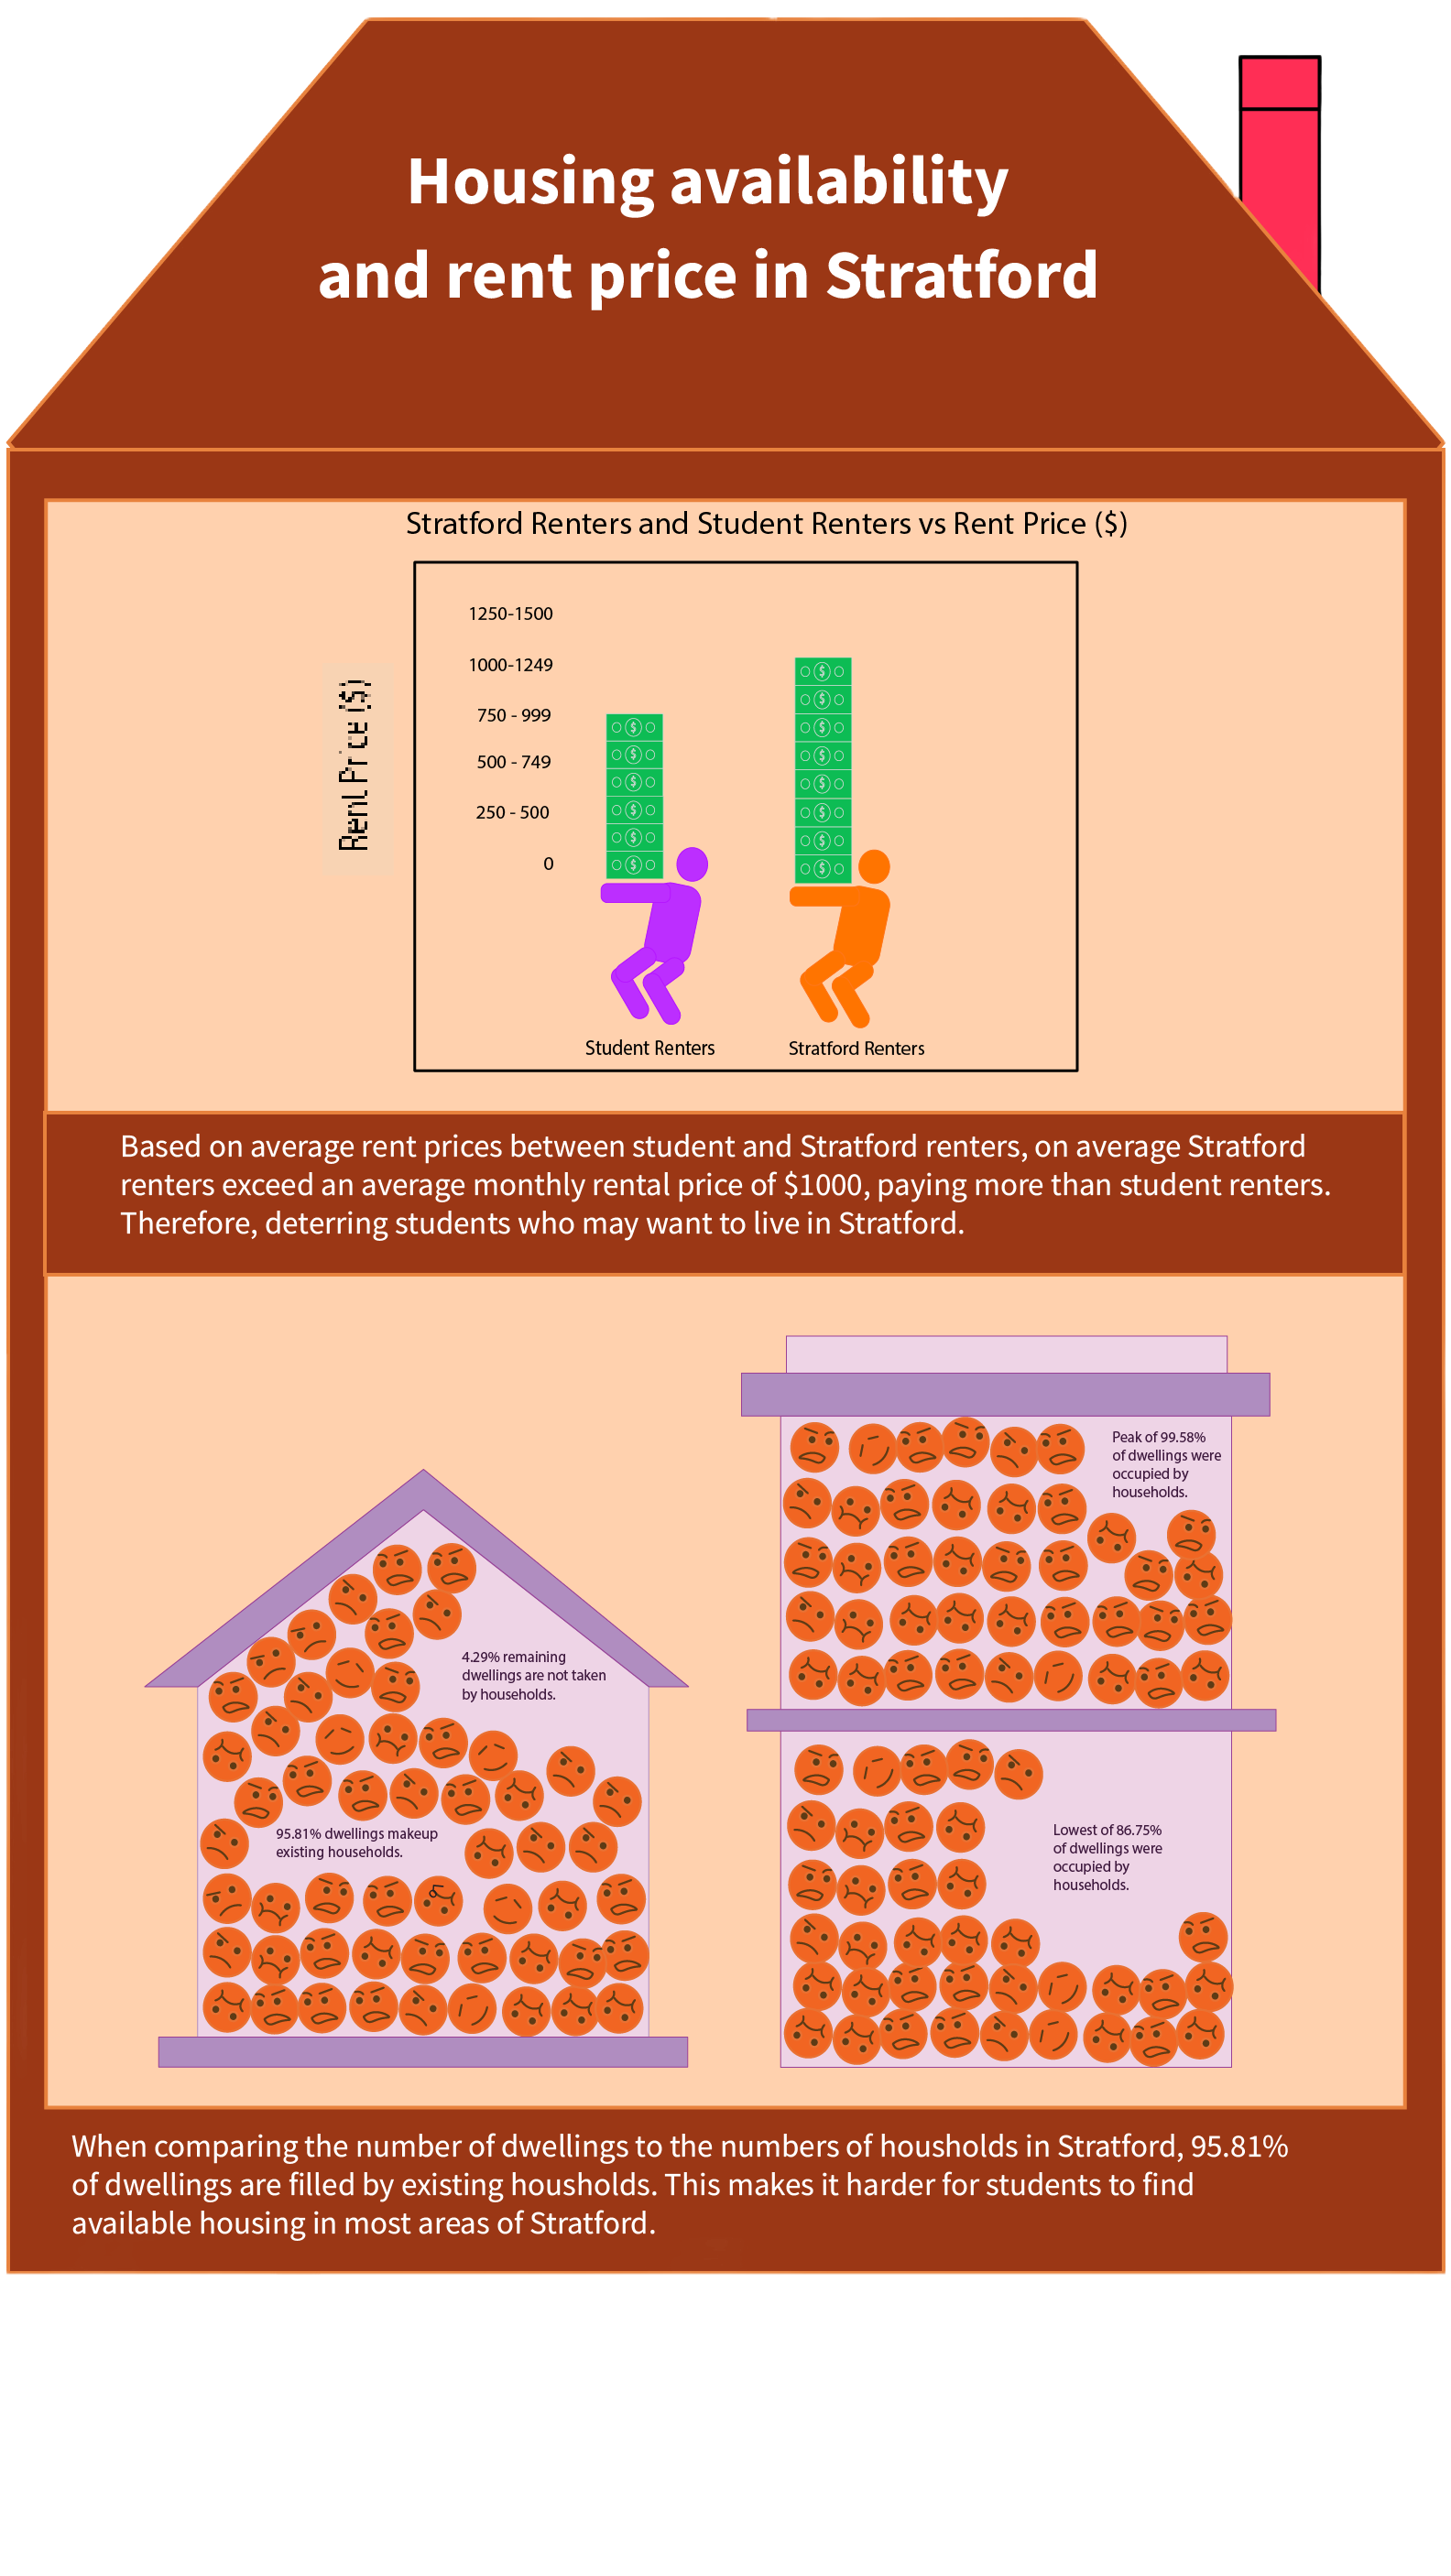 Housing availability
and rent price in Stratford
Stratford Renters and Student Renters vs Rent Price ($)
Rent Price ($)
1250-1500
1000-1249
750 - 999
500 - 749
250 - 500
0
Student Renters
Stratford Renters
Based on average rent prices between student and Stratford renters, on average Stratford
renters exceed an average monthly rental price of $1000, paying more than student renters.
Therefore, deterring students who may want to live in Stratford.
4.29% remaining
dwellings are not taken
by households.
95.81% dwellings makeup
existing households.
Peak of 99.58%
of dwellings were
occupied by
households.
Lowest of 86.75%
of dwellings were
occupied by
households.
When comparing the number of dwellings to the numbers of housholds in Stratford, 95.81%
of dwellings are filled by existing housholds. This makes it harder for students to find
available housing in most areas of Stratford.